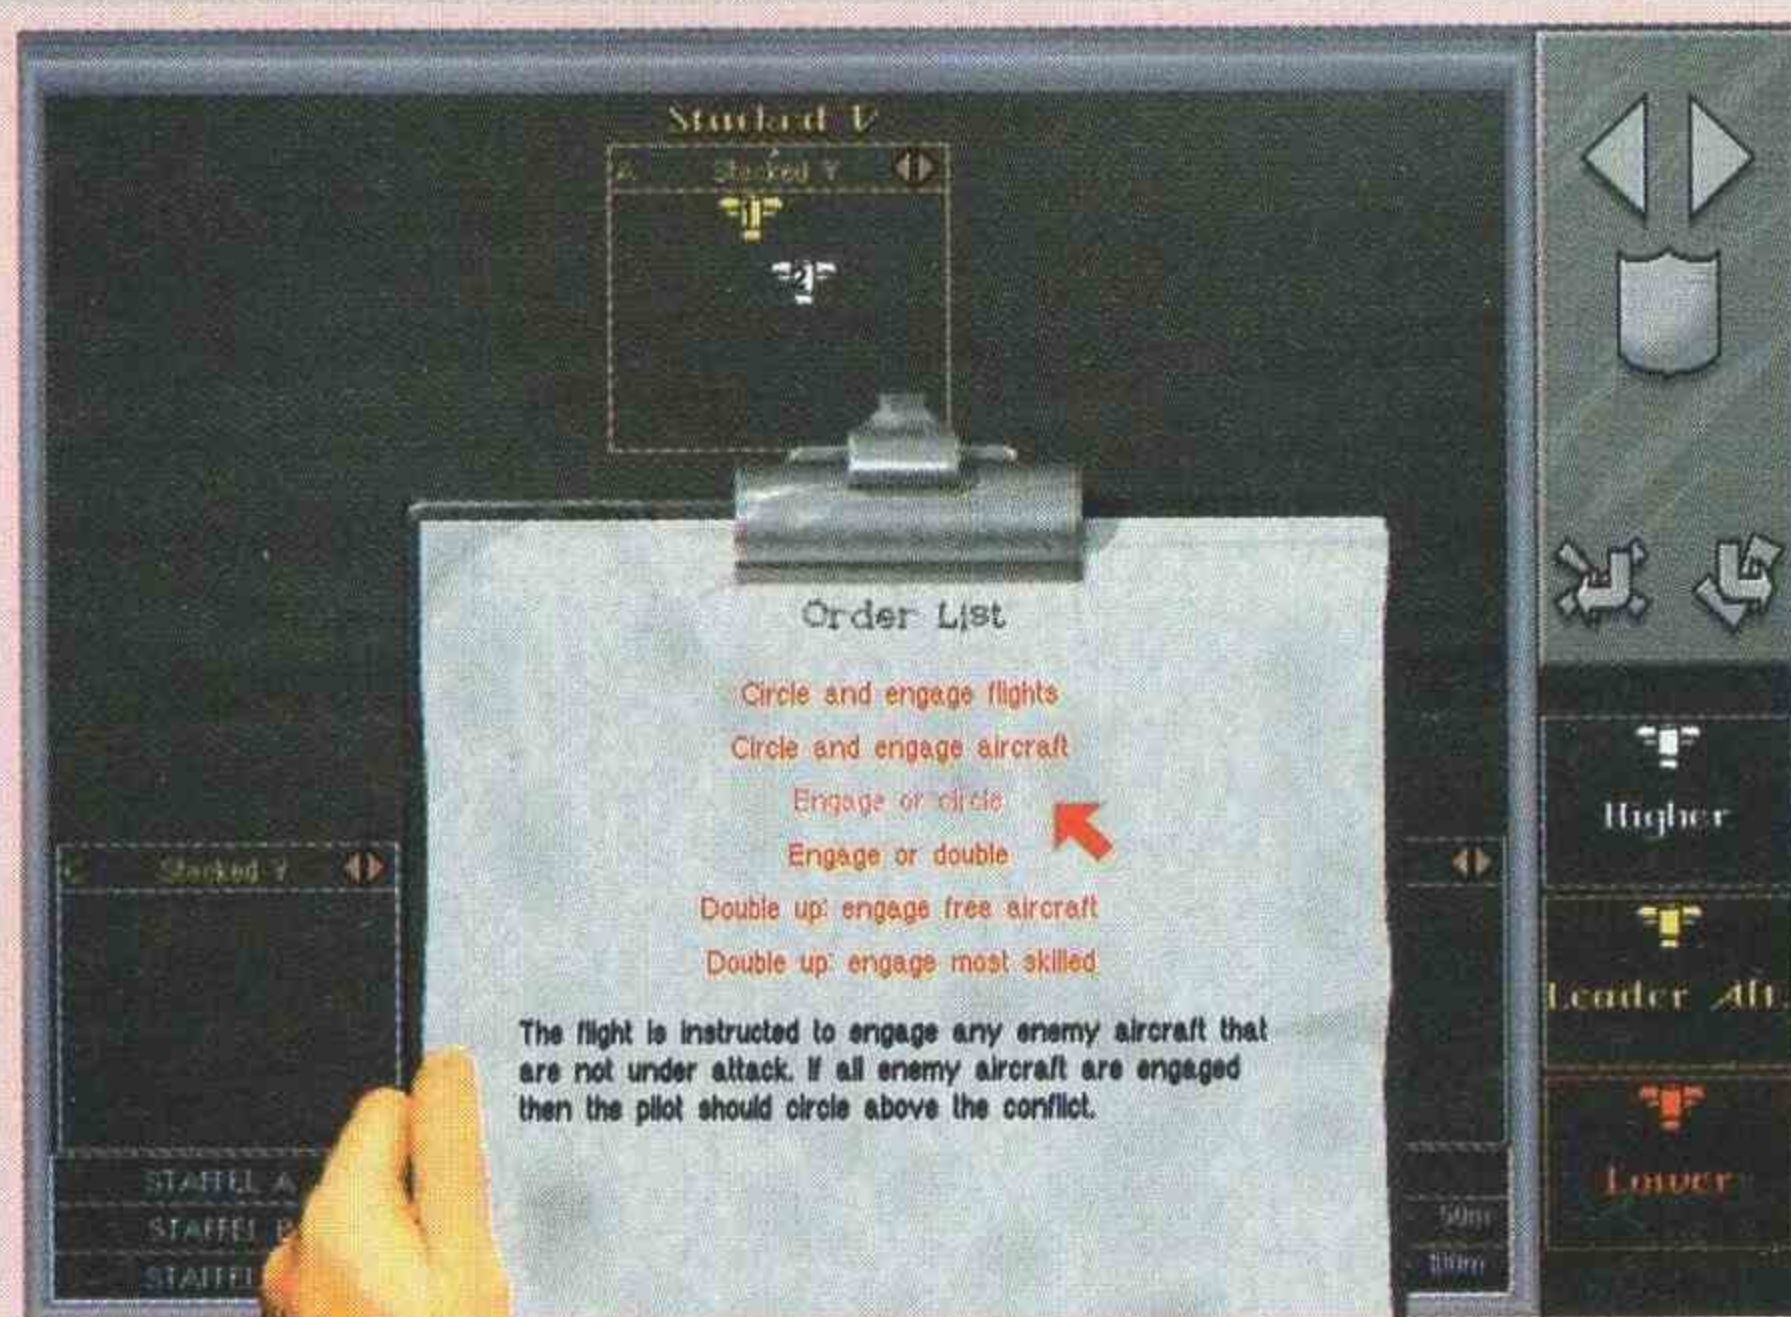 Stacked V
A Stacked V
1
2
Order List
Circle and engage flights
Circle and engage aircraft
Engage or circle
Engage or double
Double up: engage free aircraft
Double up: engage most skilled
The flight is instructed to engage any enemy aircraft that
are not under attack. If all enemy aircraft are engaged
then the pilot should circle above the conflict.
C Stacked V
STAFFEL A
STAFFEL B
STAFFEL
50m
100m
Higher
Leader Alt.
Lower